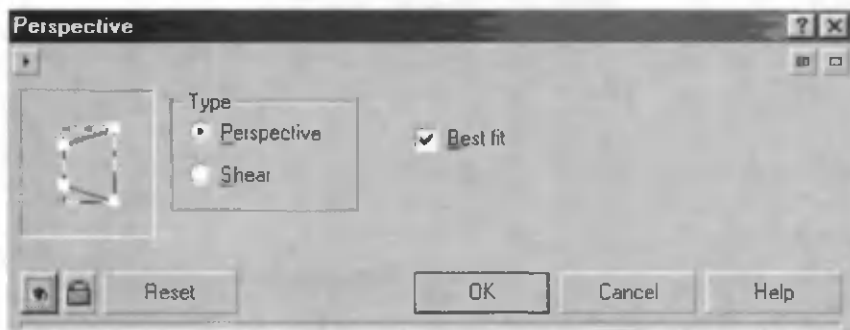 Perspective
Type
Perspective
Best fit
Shear
Reset
OK
Cancel
Help